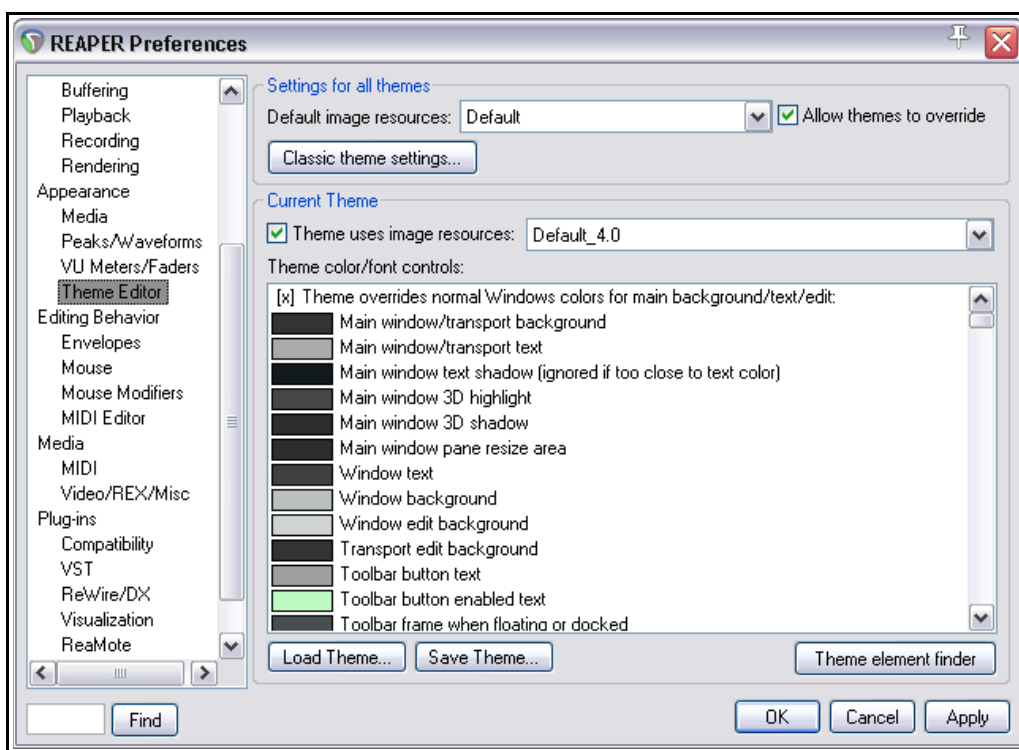 REAPER Preferences
Buffering
Playback
Recording
Rendering
Appearance
Media
Peaks/Waveforms
VU Meters/Faders
Theme Editor
Editing Behavior
Envelopes
Mouse
Mouse Modifiers
MIDI Editor
Media
MIDI
Video/REX/Misc
Plug-ins
Compatibility
VST
ReWire/DX
Visualization
ReaMote
Find
Settings for all themes
Default image resources: Default Allow themes to override
Classic theme settings...
Current Theme
Theme uses image resources: Default_4.0
Theme color/font controls:
[x] Theme overrides normal Windows colors for main background/text/edit:
Main window/transport background
Main window/transport text
Main window text shadow (ignored if too close to text color)
Main window 3D highlight
Main window 3D shadow
Main window pane resize area
Window text
Window background
Window edit background
Transport edit background
Toolbar button text
Toolbar button enabled text
Toolbar frame when floating or docked
Load Theme... Save Theme... Theme element finder
OK Cancel Apply